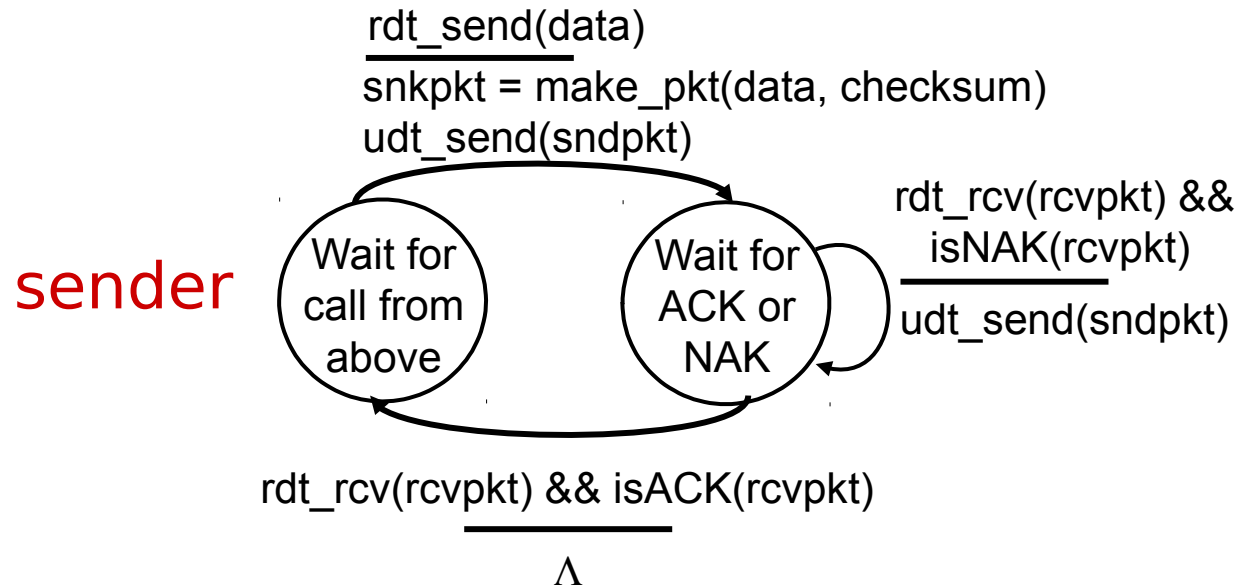 rdt_send(data)
snkpkt = make_pkt(data, checksum)
udt_send(sndpkt)
rdt_rcv(rcvpkt) &&
isNAK(rcvpkt)
udt_send(sndpkt)
sender
Wait for
call from
above
Wait for
ACK or
NAK
rdt_rcv(rcvpkt) && isACK(rcvpkt)
Λ